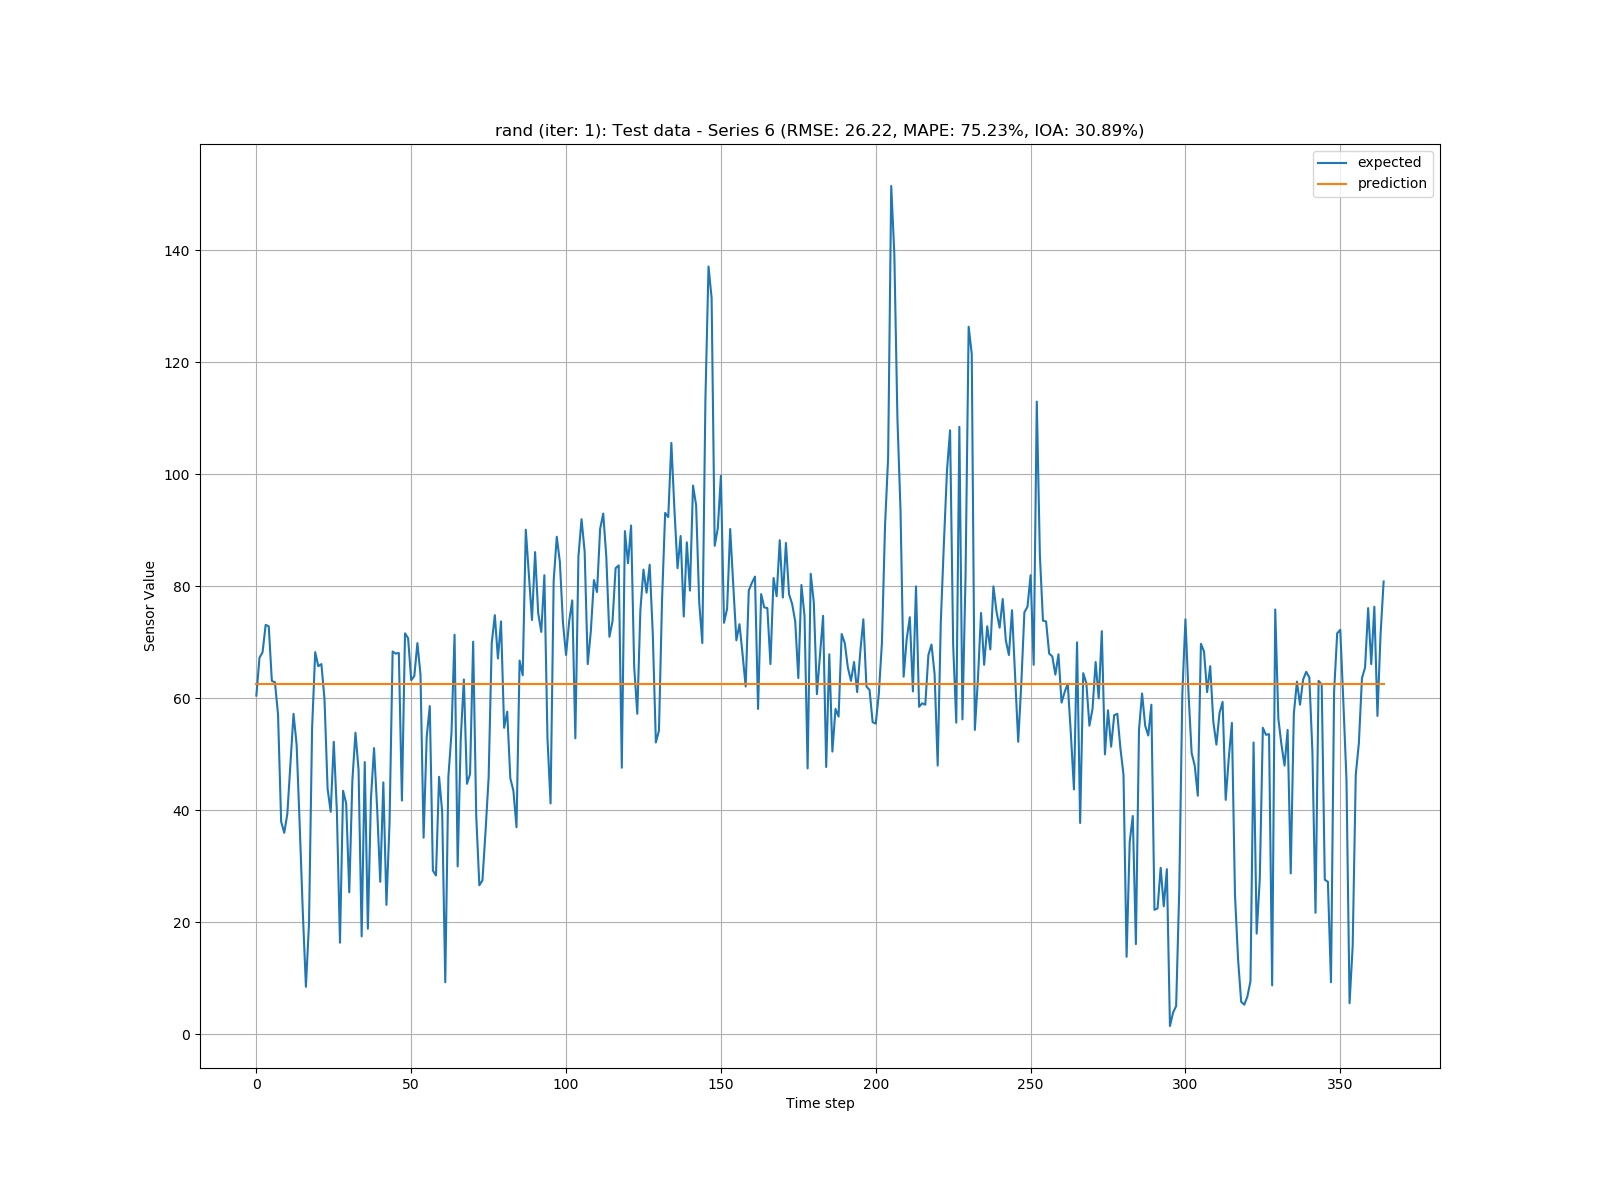 rand (iter: 1): Test data - Series 6 (RMSE: 26.22, MAPE: 75.23%, IOA: 30.89%)
expected
prediction
140
120
100
80
60
40
20
0
Sensor Value
0 50 100 150 200 250 300 350
Time step